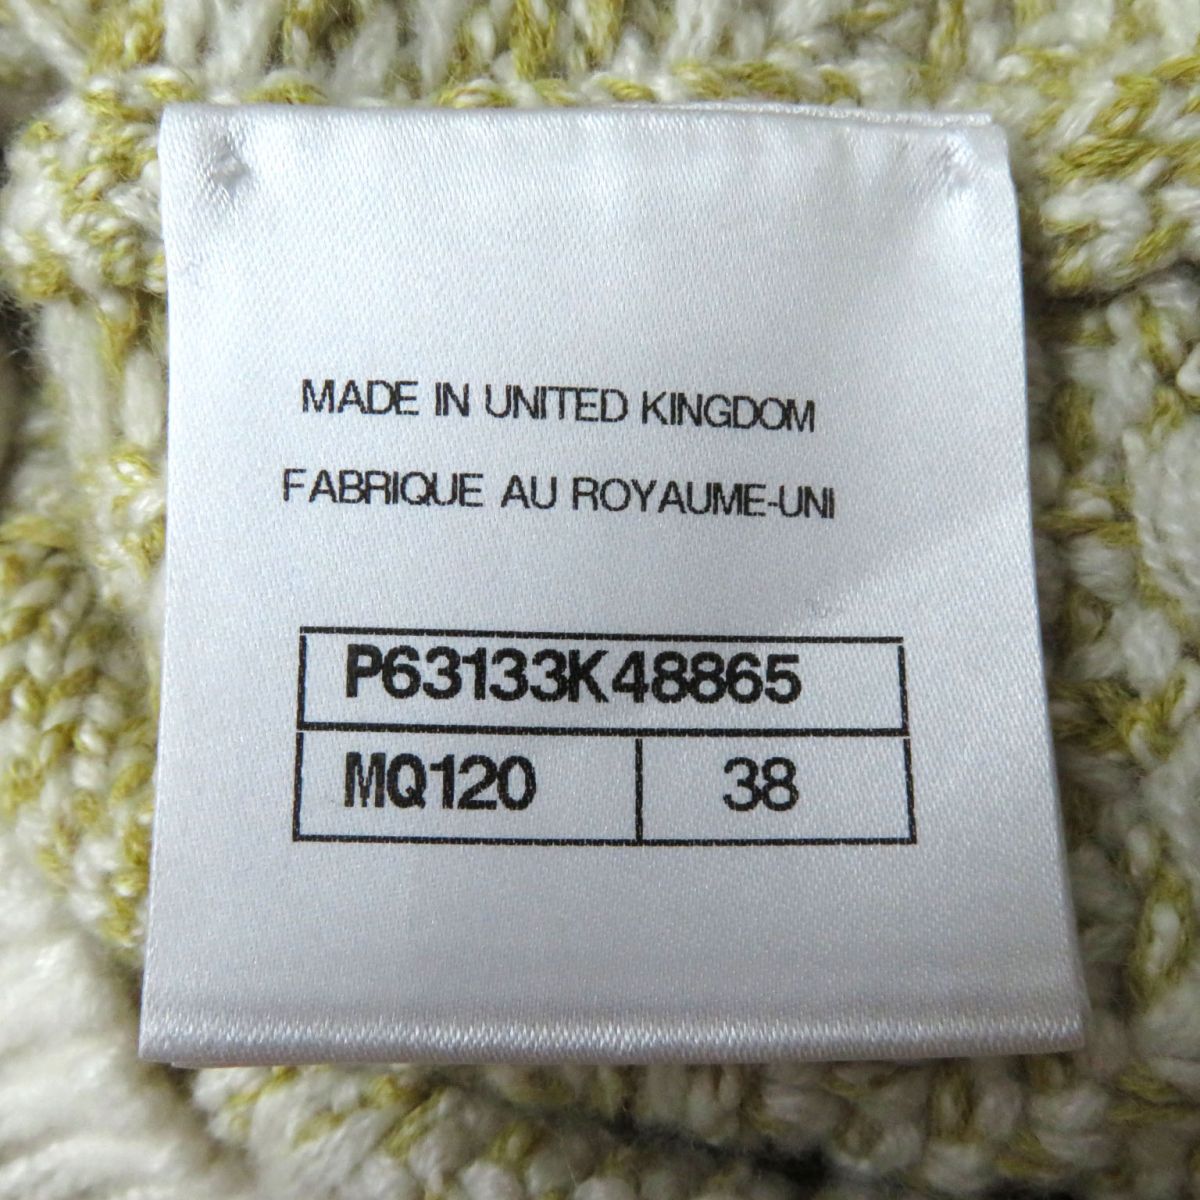 MADE IN UNITED KINGDOM
FABRIQUE AU ROYAUME-UNI
P63133K48865
MQ120 38